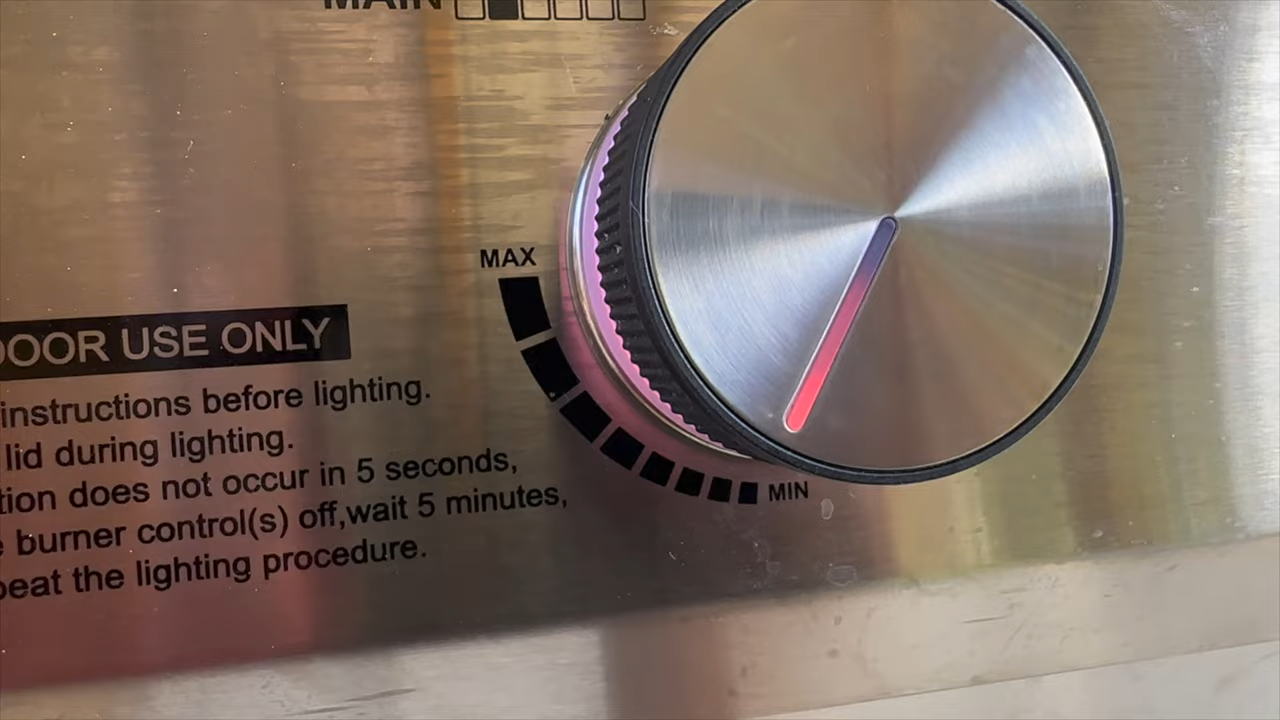 MAIN
MAX
DOOR USE ONLY
instructions before lighting.
lid during lighting.
tion does not occur in 5 seconds,
burner control(s) off,wait 5 minutes,
peat the lighting procedure.
MIN